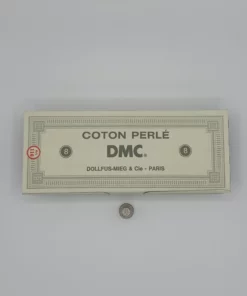 COTON PERLÉ
8 DMC® 8
DOLLFUS-MIEG & Cie - PARIS